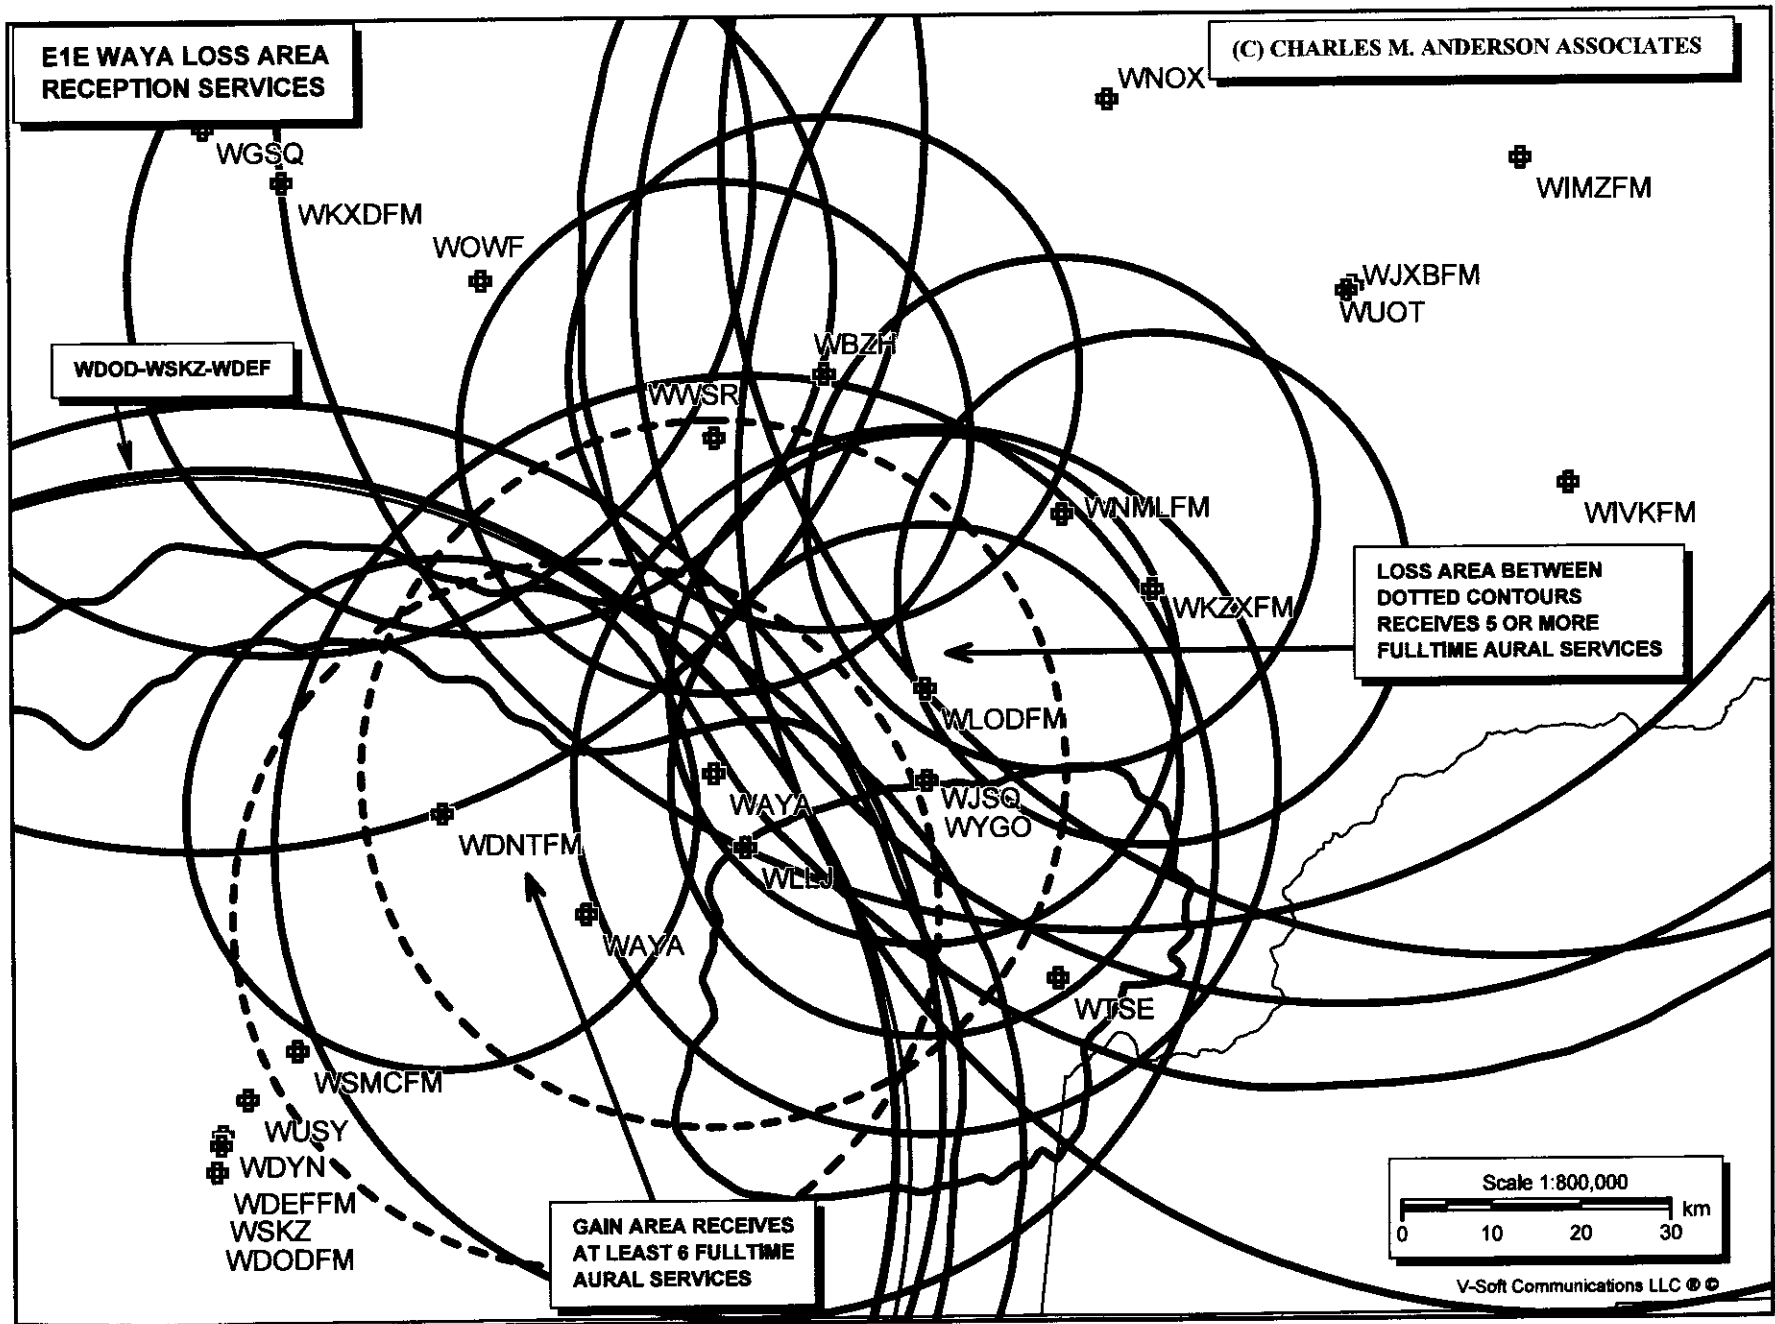 E1E WAYA LOSS AREA
RECEPTION SERVICES
(C) CHARLES M. ANDERSON ASSOCIATES
WNOX
WGSQ
WIMZFM
WKXDFM
WOWF
WJXBFM
WUOT
WBZH
WDOD-WSKZ-WDEF
WWSR
WNMLFM
WIVKFM
LOSS AREA BETWEEN
DOTTED CONTOURS
RECEIVES 5 OR MORE
FULLTIME AURAL SERVICES
WKZXFM
WLODFM
WAYA
WJSQ
WYGO
WDNTFM
WLLJ
WAYA
WTSE
WSMCFM
WUSY
WDYN
WDEFFM
WSKZ
WDODFM
GAIN AREA RECEIVES
AT LEAST 6 FULLTIME
AURAL SERVICES
Scale 1:800,000
km
0 10 20 30
V-Soft Communications LLC ® ©